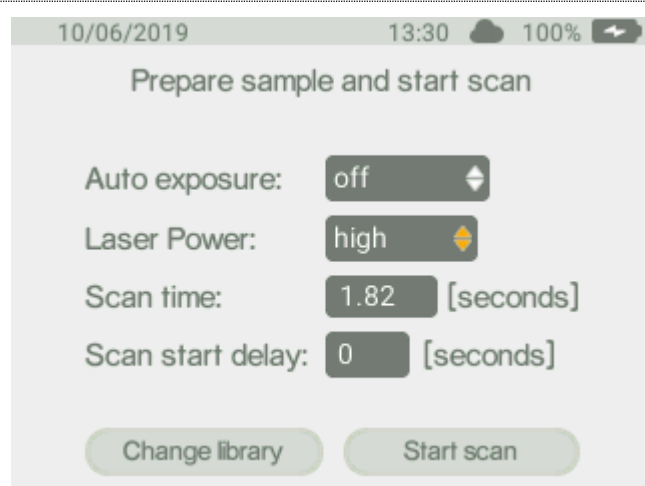 10/06/2019 13:30 100%
Prepare sample and start scan
Auto exposure: off
Laser Power: high
Scan time: 1.82 [seconds]
Scan start delay: 0 [seconds]
Change library Start scan